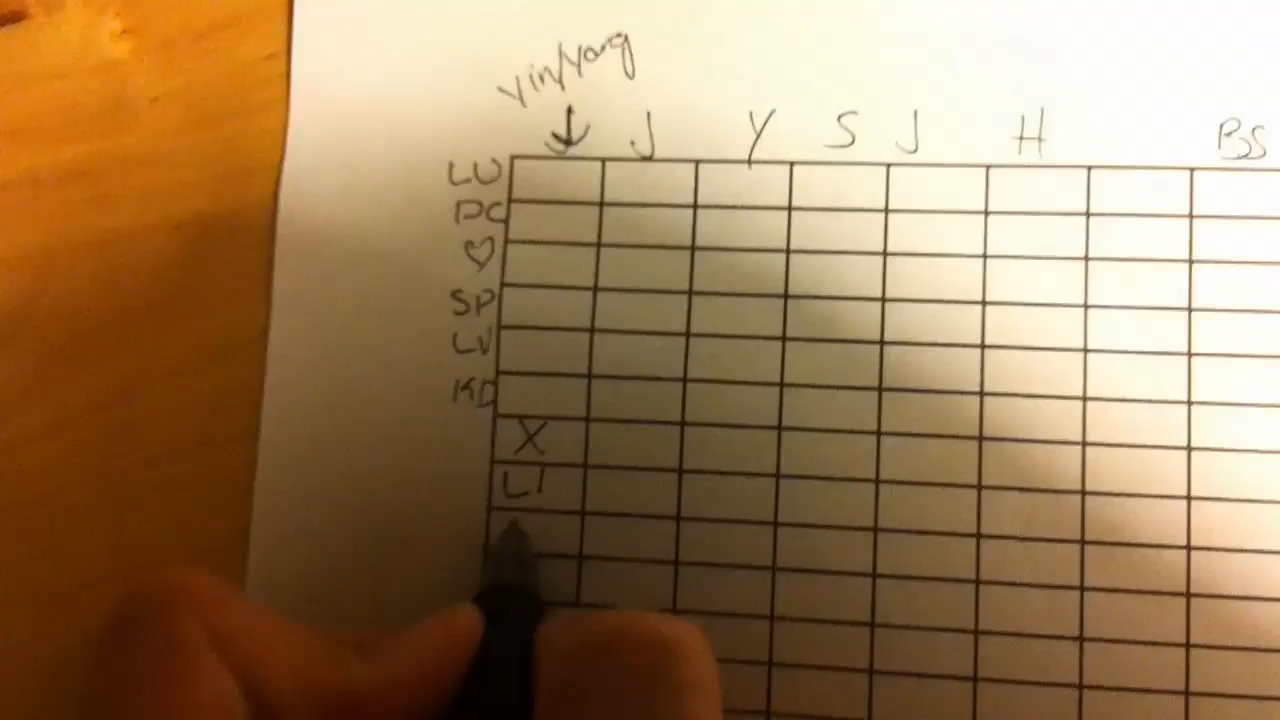 Yin/Yang
J Y S J H BS
LU
PC
♡
SP
LV
KD
X
LI